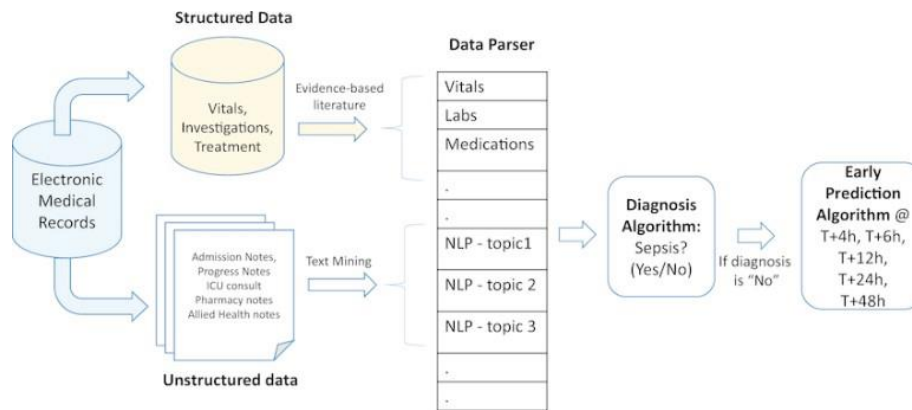 Structured Data
Data Parser
Electronic
Medical
Records
Vitals,
Investigations,
Treatment
Evidence-based
literature
Admission Notes,
Progress Notes
ICU consult
Pharmacy notes
Allied Health notes
Unstructured data
Text Mining
Vitals
Labs
Medications
.
.
NLP - topic1
NLP - topic 2
NLP - topic 3
.
.
Diagnosis
Algorithm:
Sepsis?
(Yes/No)
If diagnosis
is “No”
Early
Prediction
Algorithm @
T+4h, T+6h,
T+12h,
T+24h,
T+48h